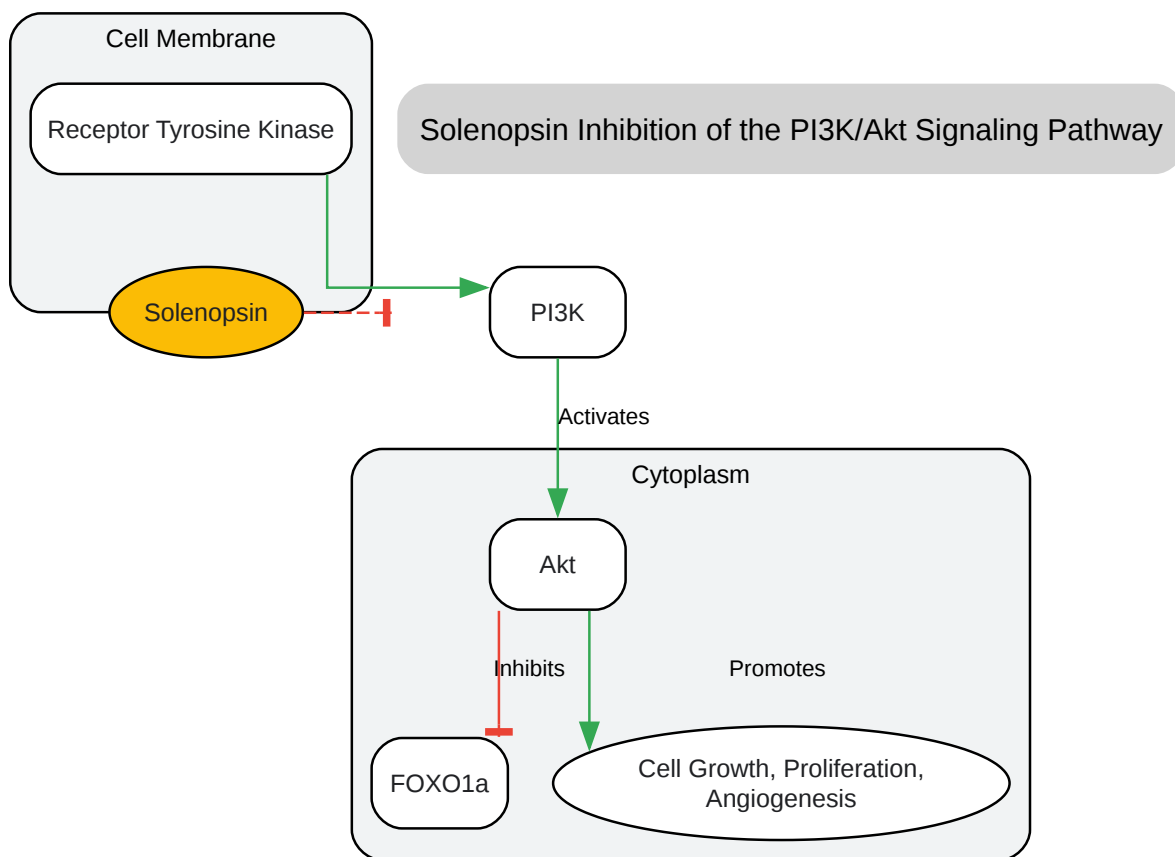 Cell Membrane
Receptor Tyrosine Kinase
Solenopsin Inhibition of the PI3K/Akt Signaling Pathway
Solenopsin
PI3K
Activates
Cytoplasm
Akt
Inhibits
Promotes
FOXO1a
Cell Growth, Proliferation,
Angiogenesis